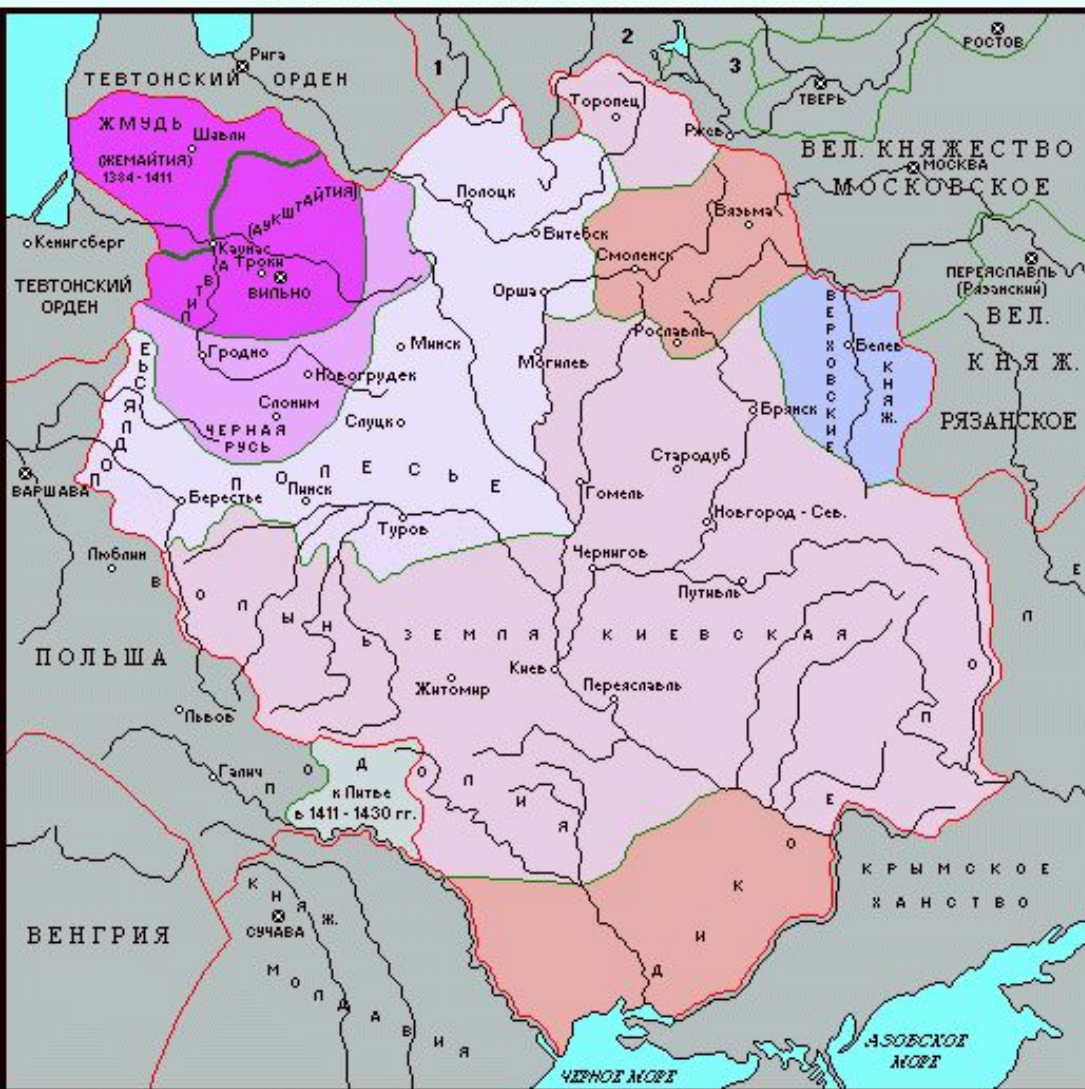 Рига
ТЕВТОНСКИЙ ОРДЕН
1
2
3
РОСТОВ
ТВЕРЬ
Торопец
Ржев
ЖМУДЬ
Шавли
(ЖЕМАЙТИЯ)
1384-1411
(АУКШТАЙТИЯ)
ВЕЛ. КНЯЖЕСТВО
МОСКВА
МОСКОВСКОЕ
Полоцк
Витебск
Вязьма
Смоленск
Кенигсберг
Каунас
Троки
ВИЛЬНО
ЛИТВА
ТЕВТОНСКИЙ
ОРДЕН
Орша
ПЕРЕЯСЛАВЛЬ
(Рязанский)
ВЕЛ.
КНЯЖ.
РЯЗАНСКОЕ
Рославль
ВЕРХОВСКИЕ
КНЯЖ.
Белев
Гродно
Минск
Могилев
Новогрудек
Слоним
ЧЕРНАЯ
РУСЬ
Слуцко
Брянск
Стародуб
ПОДЛЯСЬЕ
ПОЛЕСЬЕ
ВАРШАВА
Берестье
Пинск
Туров
Гомель
Новгород - Сев.
Люблин
Чернигов
Путивль
ВОЛЫНЬ
ЗЕМЛЯ КИЕВСКАЯ
ПОЛЬША
Киев
Житомир
Переяславль
Львов
Галич
ПОДОЛИЯ
к Литве
в 1411 - 1430 гг.
ДИКОЕ ПОЛЕ
КРЫМСКОЕ
ХАНСТВО
ВЕНГРИЯ
КНЯЖ.
СУЧАВА
МОЛДАВИЯ
АЗОВСКОЕ
МОРЕ
ЧЕРНОЕ МОРЕ